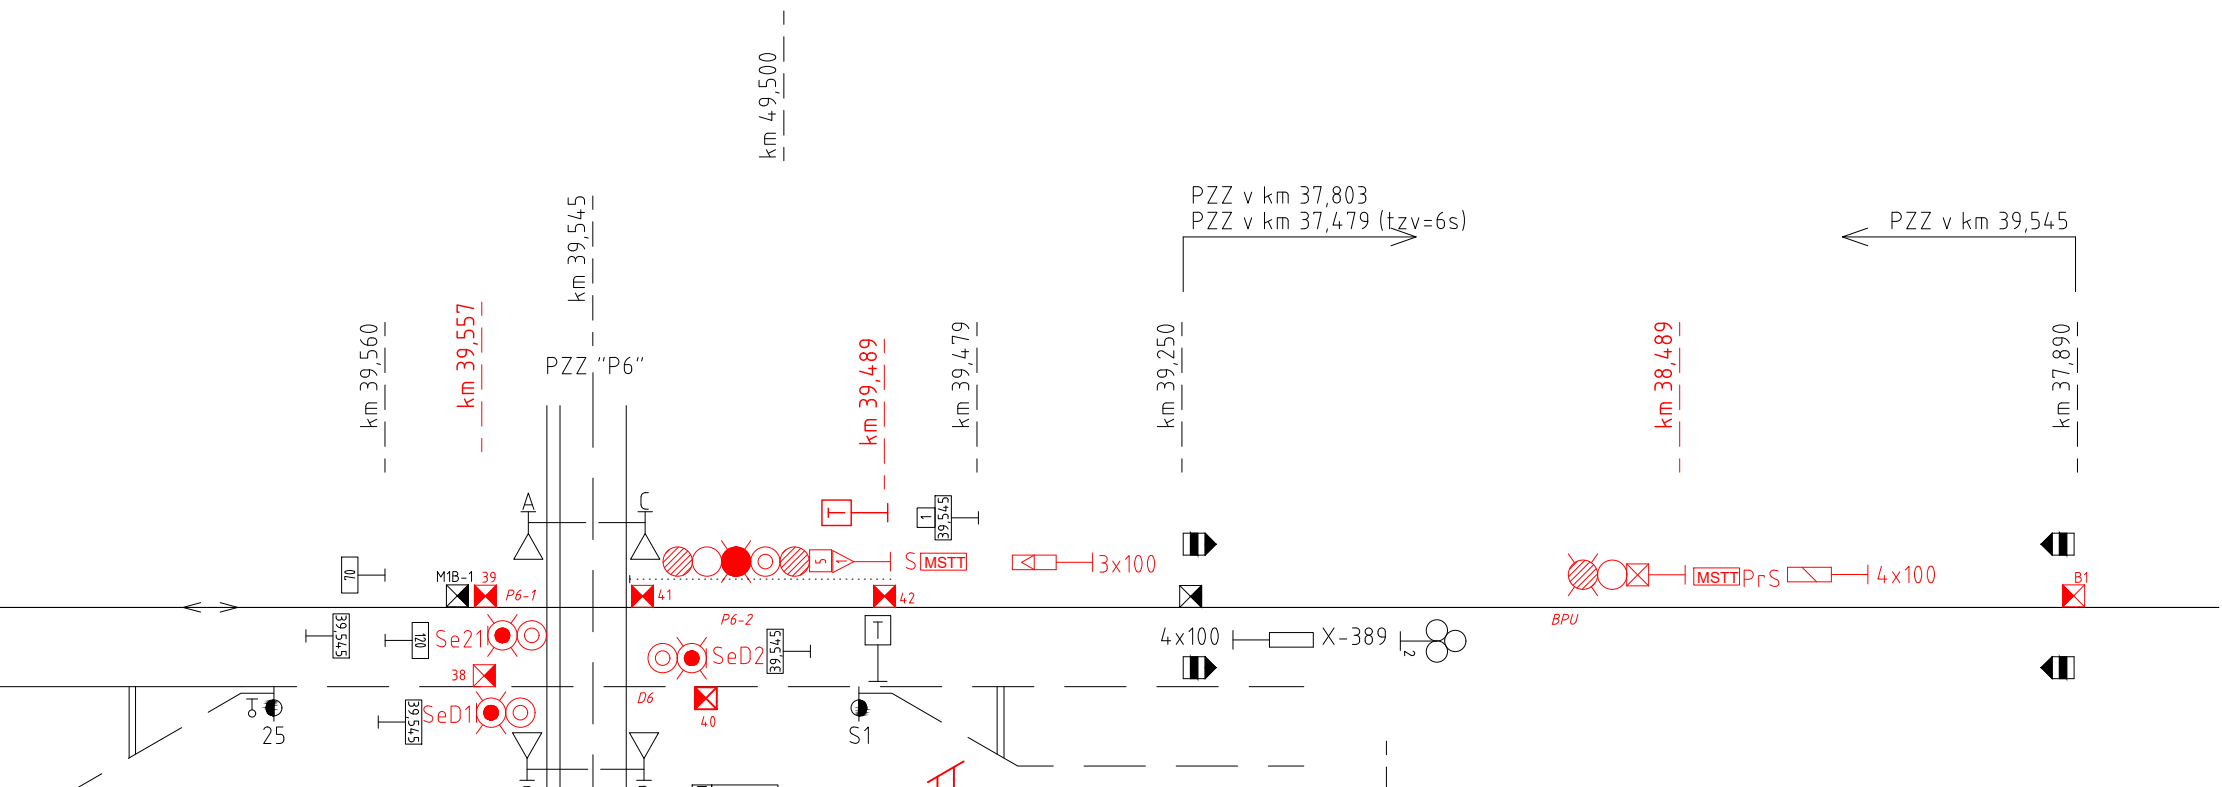 km 49,500
PZZ v km 37,803
PZZ v km 37,479 (tzv=6s)
PZZ v km 39,545
km 39,545
km 39,560
km 39,557
PZZ "P6"
km 39,489
km 39,479
km 39,250
km 38,489
km 37,890
A
C
T
1
39,545
5
1
S
MSTT
3x100
70
M1B-1
39
P6-1
41
42
P6-2
MSTT
PrS
4x100
B1
BPU
39,545
120
Se21
SeD2
39,545
T
4x100
X-389
2
38
D6
40
39,545
SeD1
T
25
S1